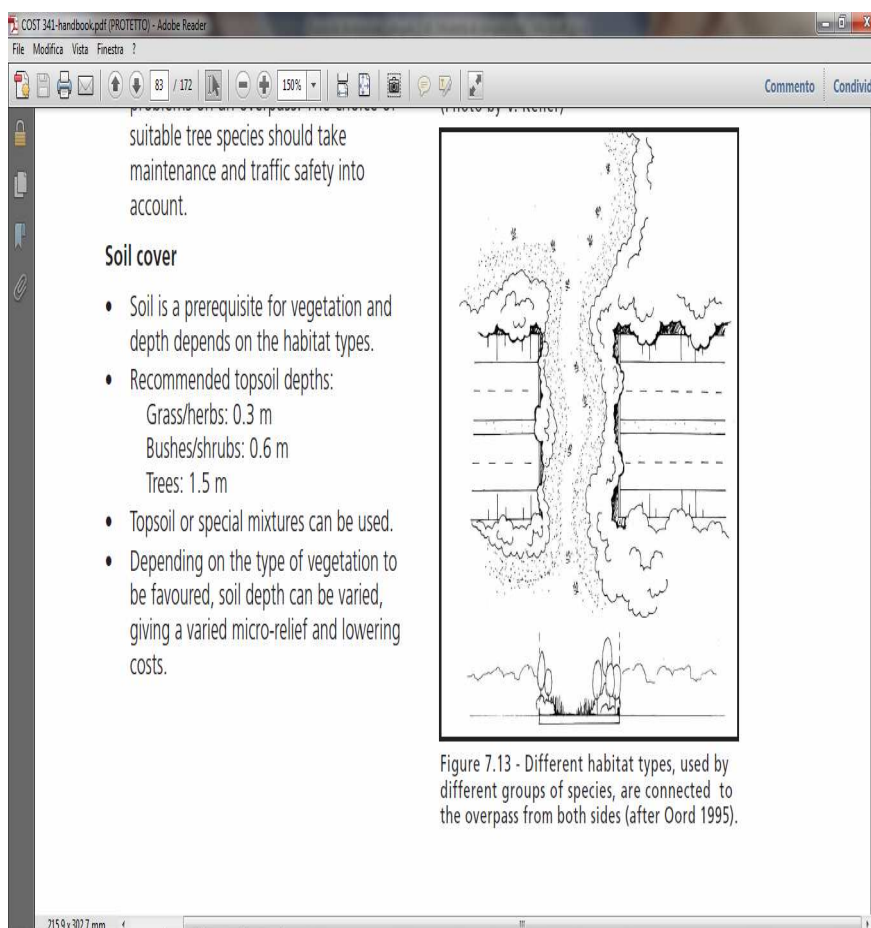 COST 341-handbook.pdf (PROTETTO) - Adobe Reader
File Modifica Vista Finestra ?
83 / 172 150% Commento Condivid
suitable tree species should take
maintenance and traffic safety into
account.
Soil cover
• Soil is a prerequisite for vegetation and
depth depends on the habitat types.
• Recommended topsoil depths:
Grass/herbs: 0.3 m
Bushes/shrubs: 0.6 m
Trees: 1.5 m
• Topsoil or special mixtures can be used.
• Depending on the type of vegetation to
be favoured, soil depth can be varied,
giving a varied micro-relief and lowering
costs.
Figure 7.13 - Different habitat types, used by
different groups of species, are connected to
the overpass from both sides (after Oord 1995).
215,9 x 302,7 mm